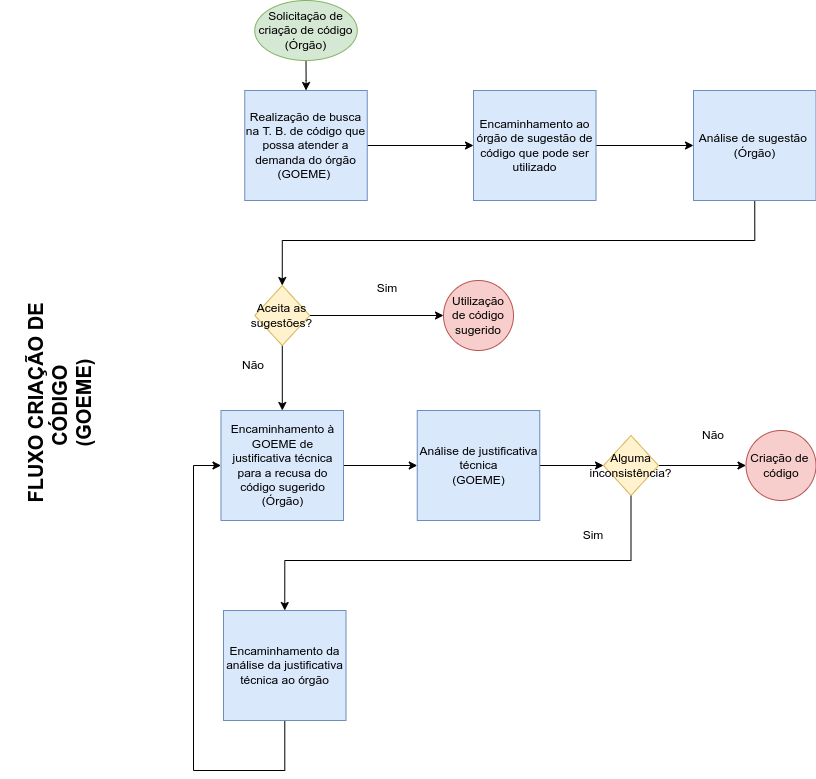 Solicitação de
criação de código
(Órgão)
Realização de busca
na T. B. de código que
possa atender a
demanda do órgão
(GOEME)
Encaminhamento ao
órgão de sugestão de
código que pode ser
utilizado
Análise de sugestão
(Órgão)
FLUXO CRIAÇÃO DE
CÓDIGO
(GOEME)
Aceita as
sugestões?
Sim
Utilização
de código
sugerido
Não
Encaminhamento à
GOEME de
justificativa técnica
para a recusa do
código sugerido
(Órgão)
Análise de justificativa
técnica
(GOEME)
Alguma
inconsistência?
Não
Criação de
código
Sim
Encaminhamento da
análise da justificativa
técnica ao órgão